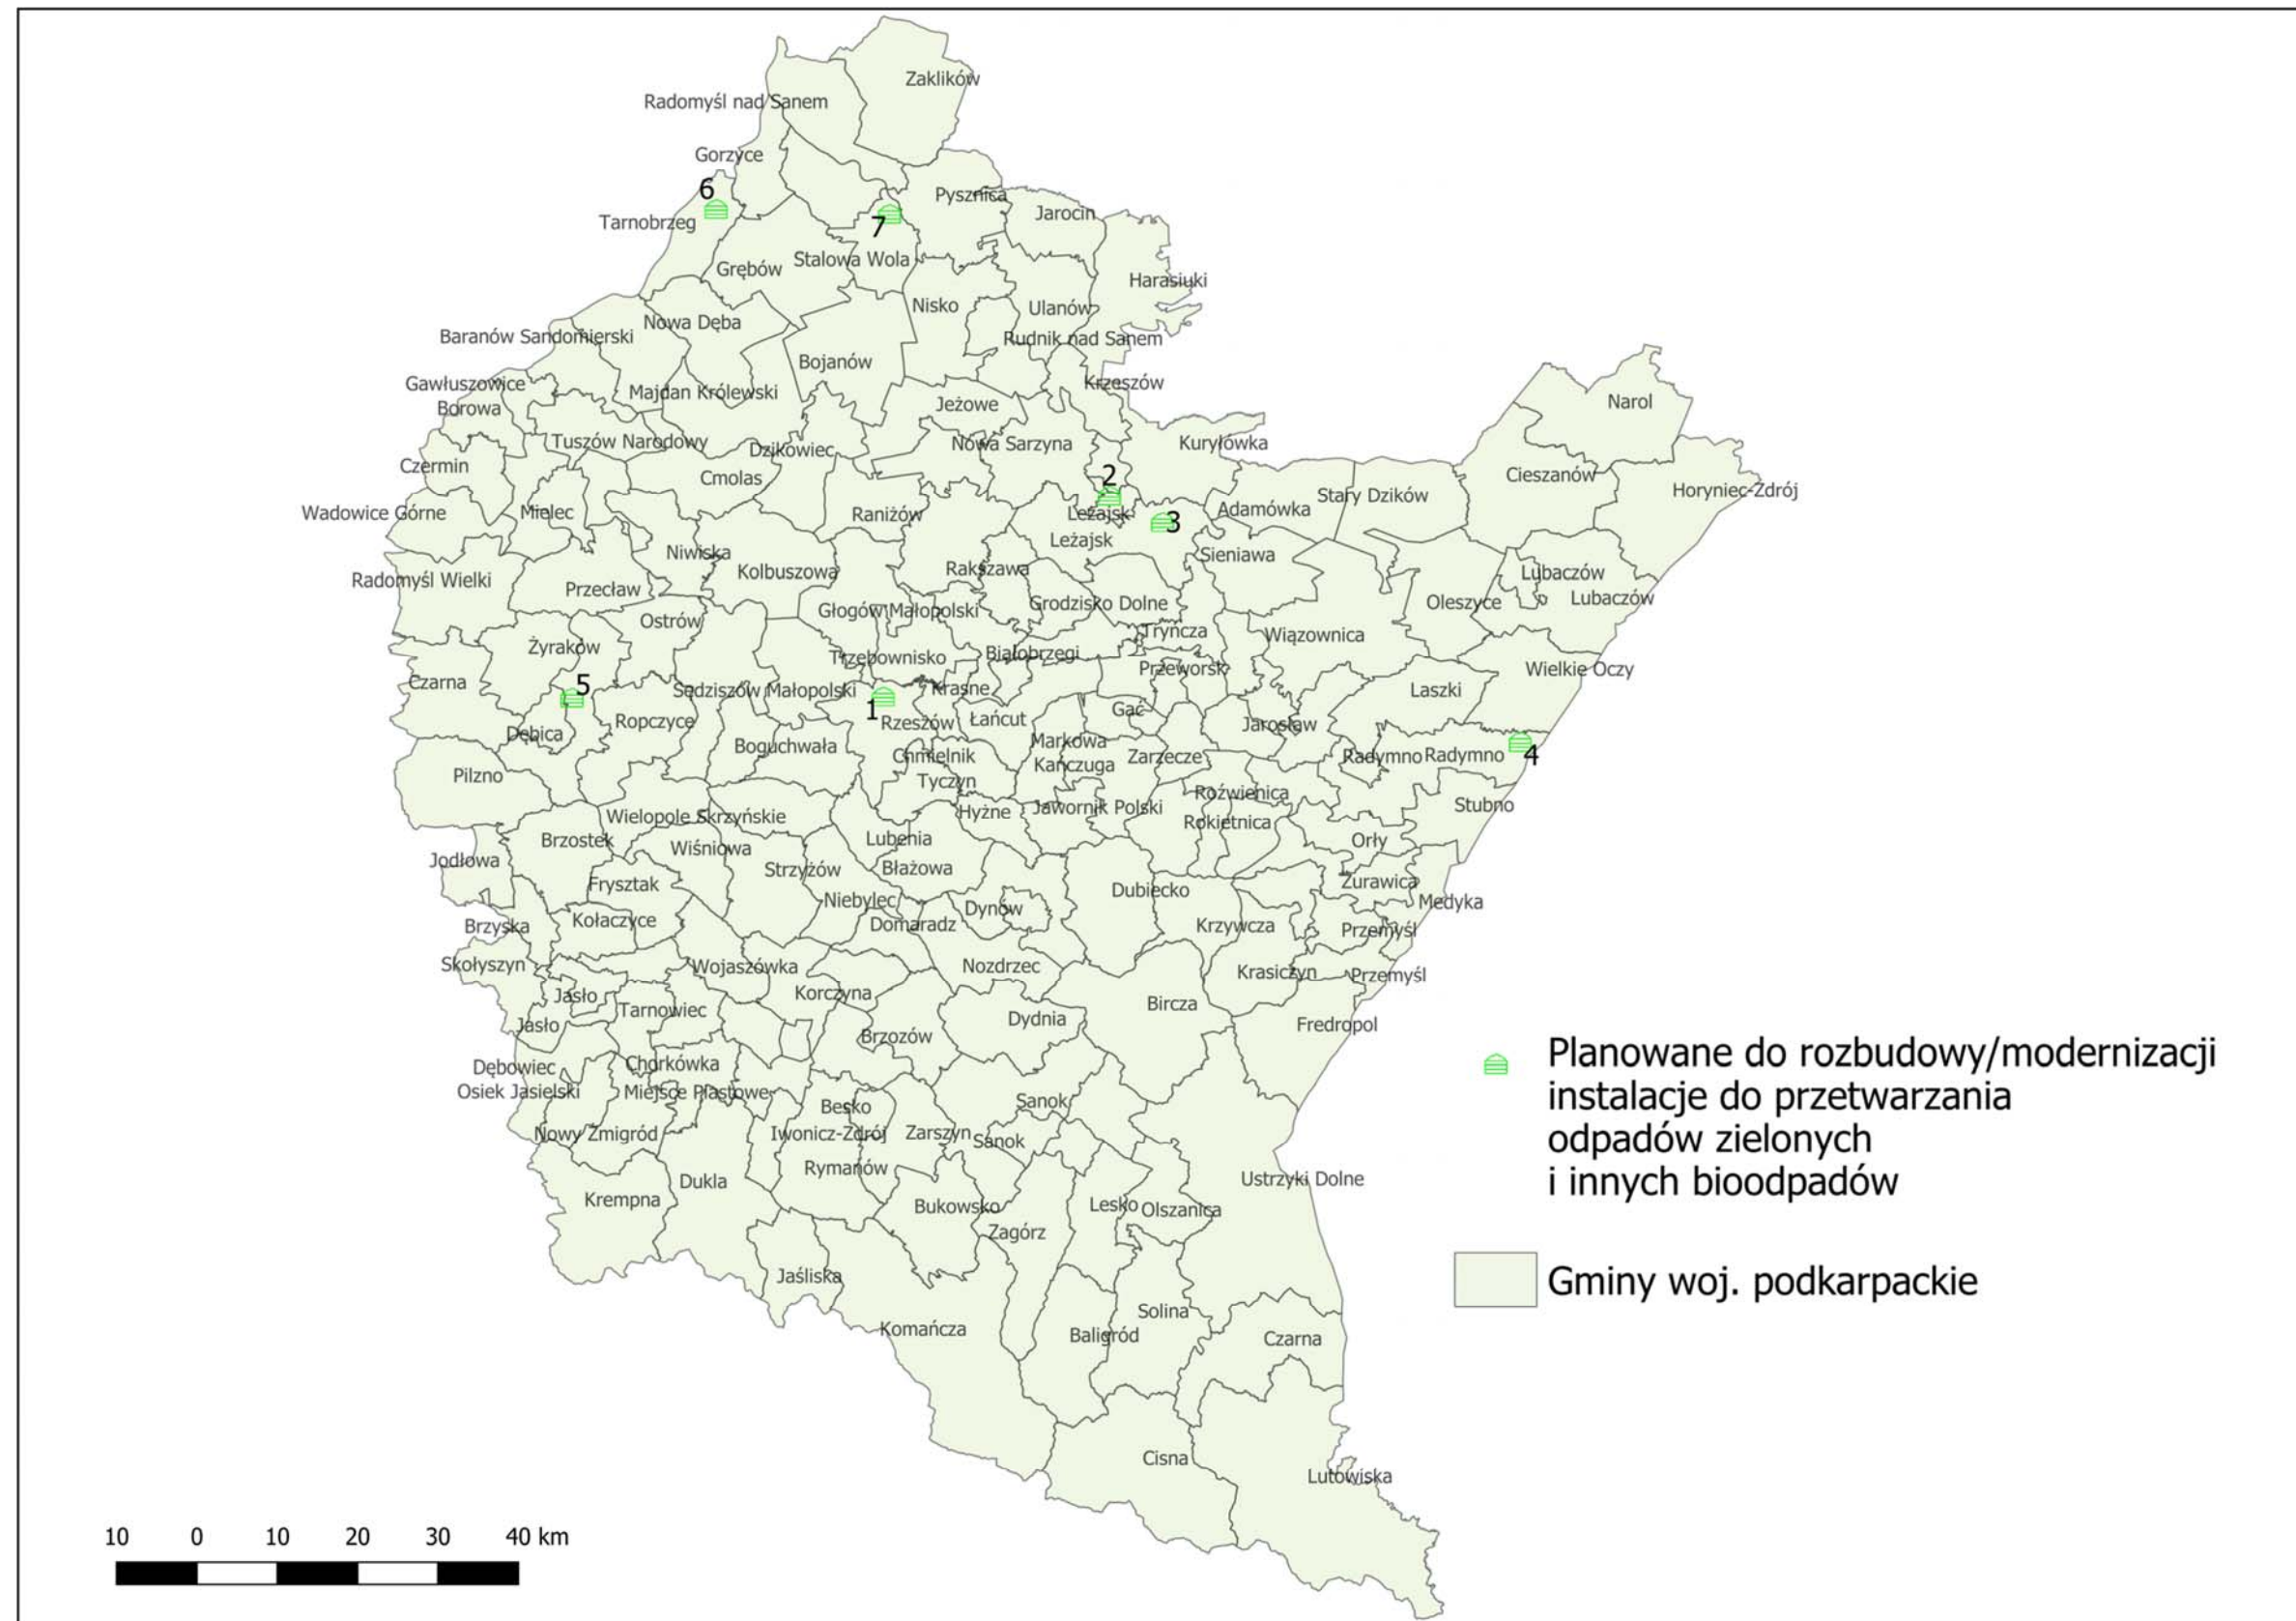 Zaklików
Radomyśl nad Sanem
Gorzyce
6
Pysznica
Jarocin
Tarnobrzeg
7
Stalowa Wola
Grębów
Harasiuki
Nisko
Ulanów
Nowa Dęba
Baranów Sandomierski
Rudnik nad Sanem
Bojanów
Gawłuszowice
Krzeszów
Majdan Królewski
Narol
Borowa
Jeżowe
Tuszów Narodowy
Dzikowiec
Nowa Sarzyna
Kuryłówka
Czermin
Cmolas
2
Cieszanów
Horyniec-Zdrój
Stary Dzików
Wadowice Górne
Mielec
Raniżów
Leżajsk
3
Adamówka
Leżajsk
Niwiska
Sieniawa
Kolbuszowa
Rakszawa
Lubaczów
Radomyśl Wielki
Przecław
Oleszyce
Lubaczów
Ostrów
Głogów Małopolski
Grodzisko Dolne
Tryńcza
Wiązownica
Żyraków
Trzebownisko
Białobrzegi
Przeworsk
Wielkie Oczy
Czarna
5
Sędziszów Małopolski
Krasne
Laszki
1
Rzeszów
Łańcut
Gać
Ropczyce
Jarosław
Dębica
Boguchwała
Markowa
Chmielnik
Kańczuga
Zarzecze
Radymno
Radymno
4
Pilzno
Tyczyn
Roźwienica
Stubno
Wielopole Skrzyńskie
Hyżne
Jawornik Polski
Rokietnica
Brzostek
Wiśniowa
Lubenia
Orły
Jodłowa
Strzyżów
Błażowa
Frysztak
Dubiecko
Żurawica
Niebylec
Dynów
Medyka
Brzyska
Kołaczyce
Domaradz
Krzywcza
Przemyśl
Skołyszyn
Wojaszówka
Nozdrzec
Krasiczyn
Przemyśl
Jasło
Korczyna
Bircza
Tarnowiec
Dydnia
Jasło
Brzozów
Fredropol
Dębowiec
Chorkówka
Osiek Jasielski
Miejsce Piastowe
Besko
Sanok
Nowy Żmigród
Iwonicz-Zdrój
Zarszyn
Sanok
Rymanów
Dukla
Krempna
Bukowsko
Lesko
Olszanica
Ustrzyki Dolne
Zagórz
Jaśliska
Solina
Komańcza
Baligród
Czarna
Cisna
Lutowiska
Planowane do rozbudowy/modernizacji
instalacje do przetwarzania
odpadów zielonych
i innych bioodpadów
Gminy woj. podkarpackie
10 0 10 20 30 40 km